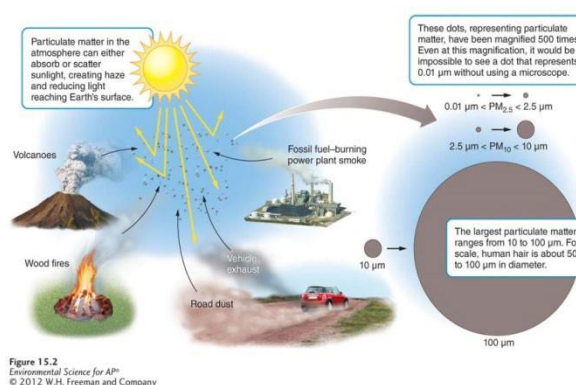 Particulate matter in the
atmosphere can either
absorb or scatter
sunlight, creating haze
and reducing light
reaching Earth's surface.
These dots, representing particulate
matter, have been magnified 500 times
Even at this magnification, it would be
impossible to see a dot that represents
0.01 µm without using a microscope.
0.01 µm < PM2.5 < 2.5 µm
2.5 µm < PM10 < 10 µm
Volcanoes
Fossil fuel–burning
power plant smoke
Wood fires
Vehicle
exhaust
Road dust
10 µm
The largest particulate matter
ranges from 10 to 100 µm. Fo
scale, human hair is about 50
to 100 µm in diameter.
100 µm
Figure 15.2
Environmental Science for AP®
© 2012 W.H. Freeman and Company